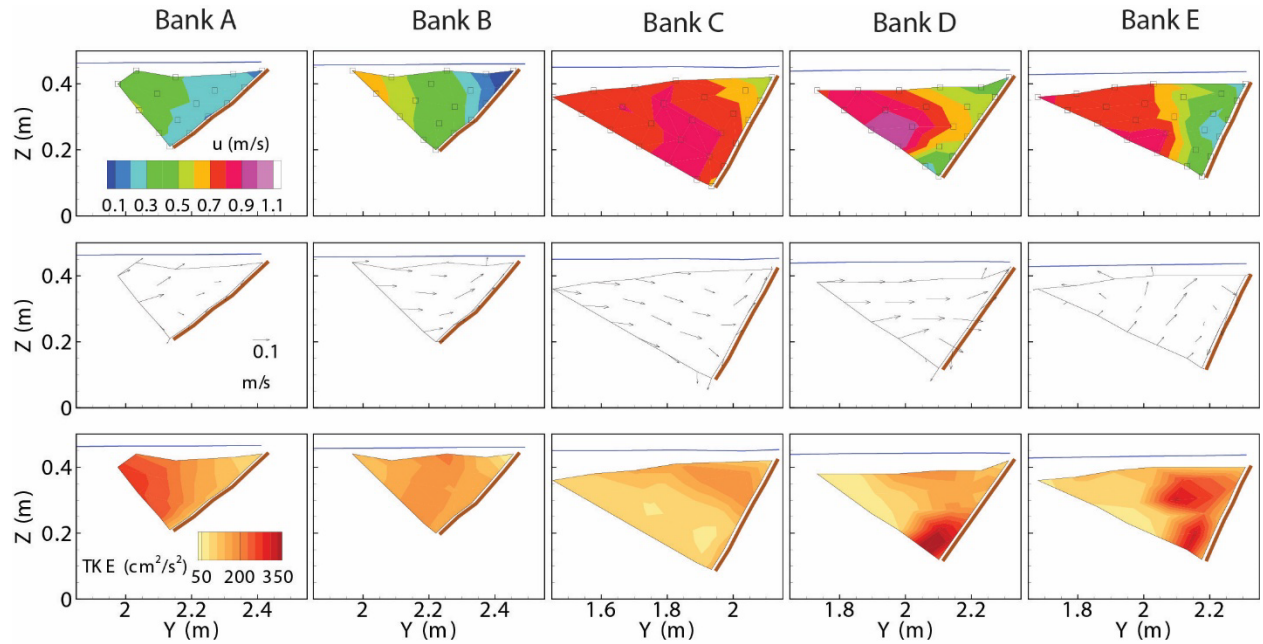 Bank A Bank B Bank C Bank D Bank E
Z (m)
0.4
0.2
0
u (m/s)
0.1 0.3 0.5 0.7 0.9 1.1
Z (m)
0.4
0.2
0
0.1
m/s
Z (m)
0.4
0.2
0
TKE (cm²/s²)
50 200 350
2 2.2 2.4 2 2.2 2.4 1.6 1.8 2 1.8 2 2.2 1.8 2 2.2
Y (m) Y (m) Y (m) Y (m) Y (m)